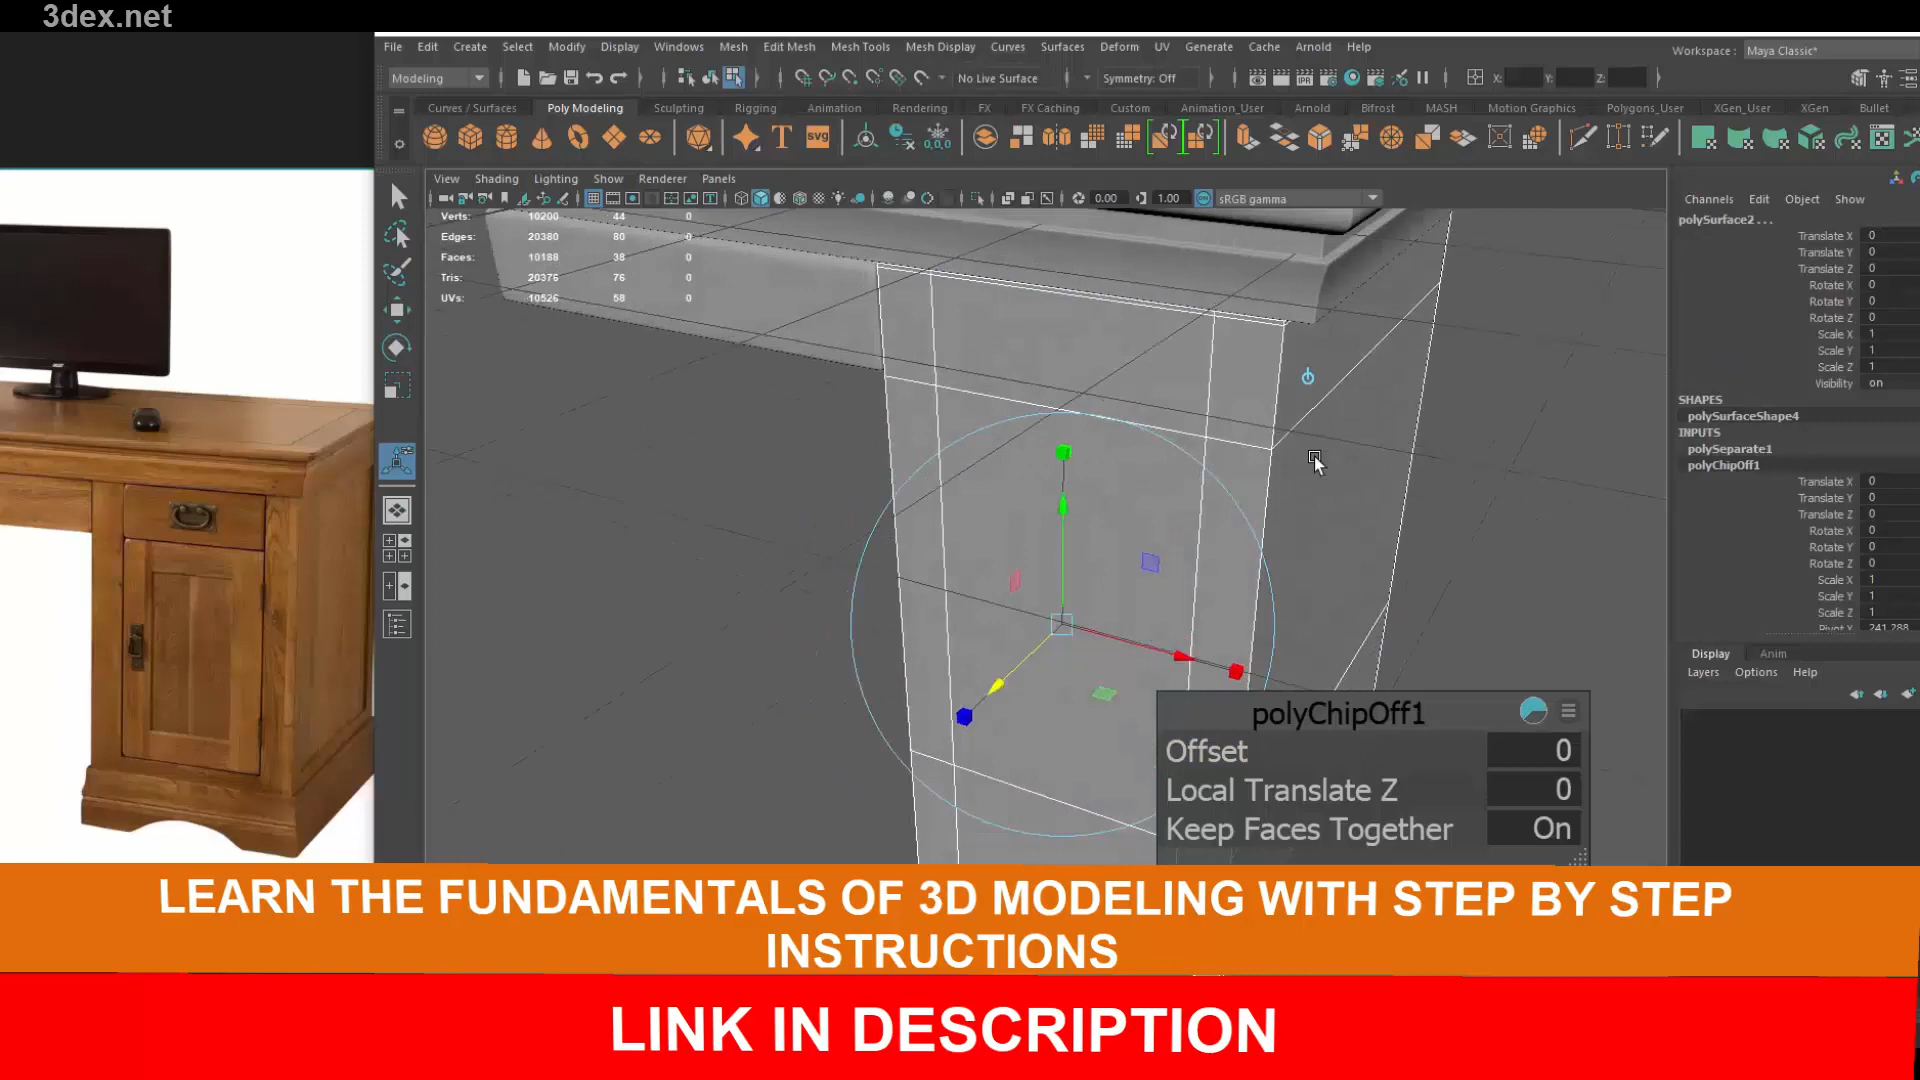 3dex.net
File Edit Create Select Modify Display Windows Mesh Edit Mesh Mesh Tools Mesh Display Curves Surfaces Deform UV Generate Cache Arnold Help
Workspace : Maya Classic*
Modeling No Live Surface Symmetry: Off X: Y: Z:
Curves / Surfaces Poly Modeling Sculpting Rigging Animation Rendering FX FX Caching Custom Animation_User Arnold Bifrost MASH Motion Graphics Polygons_User XGen_User XGen Bullet
T svg 0,0,0
View Shading Lighting Show Renderer Panels
0.00 1.00 sRGB gamma
Verts: 10200 44 0
Edges: 20380 80 0
Faces: 10188 38 0
Tris: 20376 76 0
UVs: 10526 58 0
Channels Edit Object Show
polySurface2 ...
Translate X 0
Translate Y 0
Translate Z 0
Rotate X 0
Rotate Y 0
Rotate Z 0
Scale X 1
Scale Y 1
Scale Z 1
Visibility on
SHAPES
polySurfaceShape4
INPUTS
polySeparate1
polyChipOff1
Translate X 0
Translate Y 0
Translate Z 0
Rotate X 0
Rotate Y 0
Rotate Z 0
Scale X 1
Scale Y 1
Scale Z 1
Pivot X 241.288
Display Anim
Layers Options Help
polyChipOff1
Offset 0
Local Translate Z 0
Keep Faces Together On
LEARN THE FUNDAMENTALS OF 3D MODELING WITH STEP BY STEP
INSTRUCTIONS
LINK IN DESCRIPTION